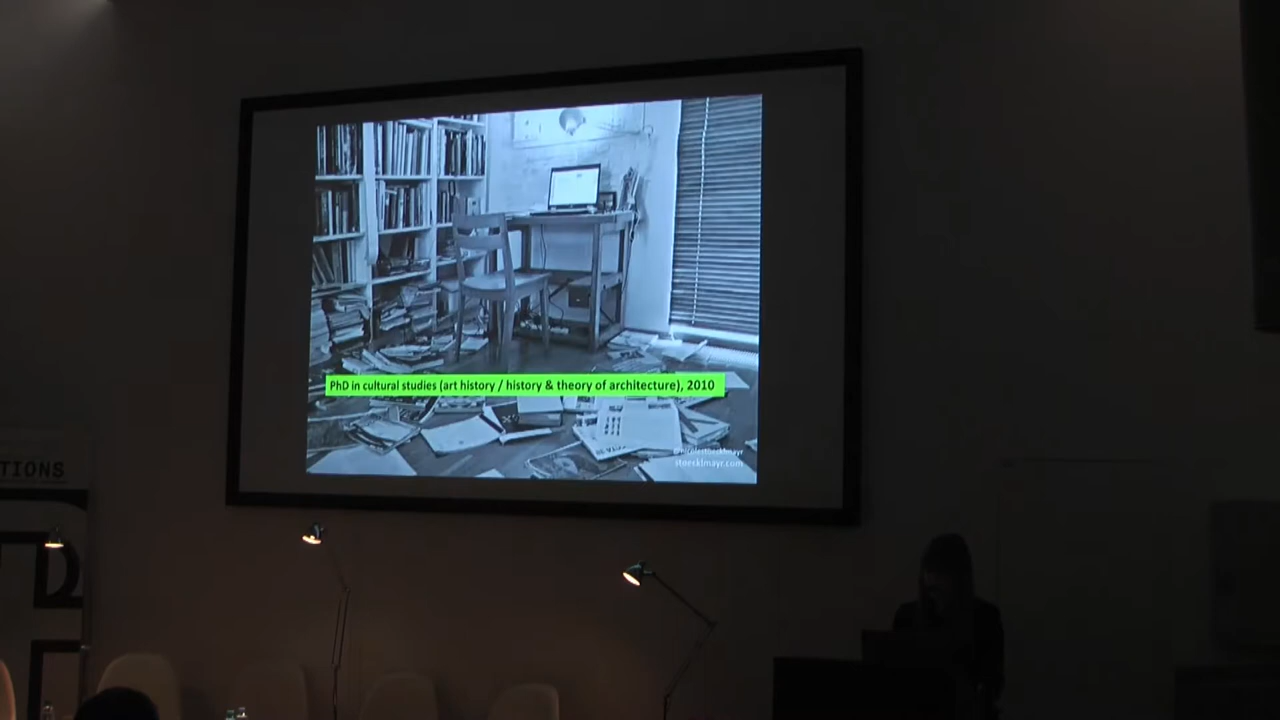 PhD in cultural studies (art history / history & theory of architecture), 2010
stoecklmayr.com
TIONS